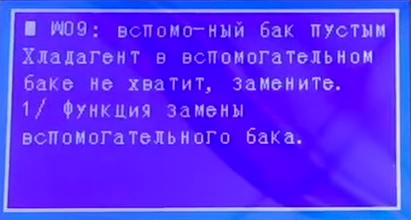 ■ W09: вспомо-ный бак пустым
Хладагент в вспомогательном
баке не хватит, замените.
1/ функция замены
вспомогательного бака.